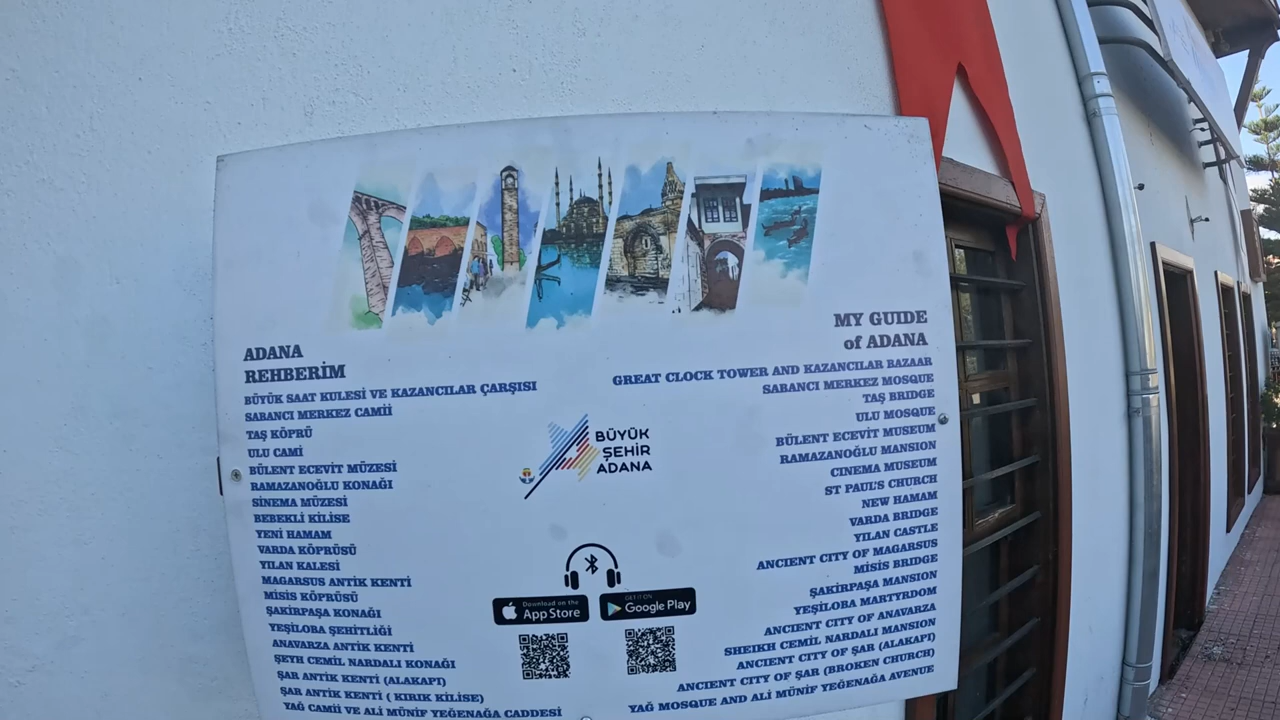 ADANA
REHBERİM
BÜYÜK SAAT KULESİ VE KAZANCILAR ÇARŞISI
SABANCI MERKEZ CAMİİ
TAŞ KÖPRÜ
ULU CAMİ
BÜLENT ECEVİT MÜZESİ
RAMAZANOĞLU KONAĞI
SİNEMA MÜZESİ
BEBEKLİ KİLİSE
YENİ HAMAM
VARDA KÖPRÜSÜ
YILAN KALESİ
MAGARSUS ANTİK KENTİ
MİSİS KÖPRÜSÜ
ŞAKİRPAŞA KONAĞI
YEŞİLOBA ŞEHİTLİĞİ
ANAVARZA ANTİK KENTİ
ŞEYH CEMİL NARDALI KONAĞI
ŞAR ANTİK KENTİ (ALAKAPI)
ŞAR ANTİK KENTİ ( KIRIK KİLİSE)
YAĞ CAMİİ VE ALİ MÜNİF YEĞENAĞA CADDESİ
BÜYÜK
ŞEHİR
ADANA
Download on the
App Store
GET IT ON
Google Play
MY GUIDE
of ADANA
GREAT CLOCK TOWER AND KAZANCILAR BAZAAR
SABANCI MERKEZ MOSQUE
TAŞ BRIDGE
ULU MOSQUE
BÜLENT ECEVIT MUSEUM
RAMAZANOĞLU MANSION
CINEMA MUSEUM
ST PAUL'S CHURCH
NEW HAMAM
VARDA BRIDGE
YILAN CASTLE
ANCIENT CITY OF MAGARSUS
MİSİS BRIDGE
ŞAKİRPAŞA MANSION
YEŞİLOBA MARTYRDOM
ANCIENT CITY OF ANAVARZA
SHEIKH CEMİL NARDALI MANSION
ANCIENT CITY OF ŞAR (ALAKAPI)
ANCIENT CITY OF ŞAR (BROKEN CHURCH)
YAĞ MOSQUE AND ALİ MÜNİF YEĞENAĞA AVENUE